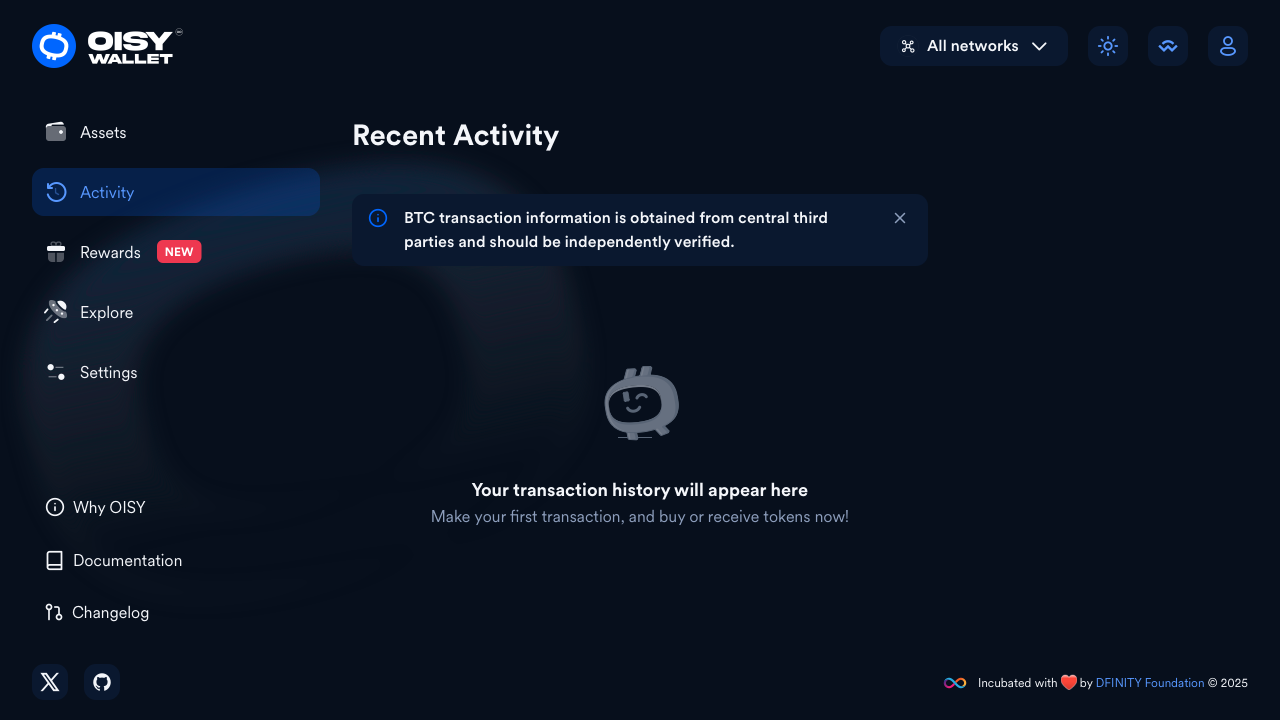 OISY
WALLET
All networks
Assets
Activity
Rewards NEW
Explore
Settings
Recent Activity
BTC transaction information is obtained from central third
parties and should be independently verified.
Your transaction history will appear here
Make your first transaction, and buy or receive tokens now!
Why OISY
Documentation
Changelog
Incubated with ❤️ by DFINITY Foundation © 2025